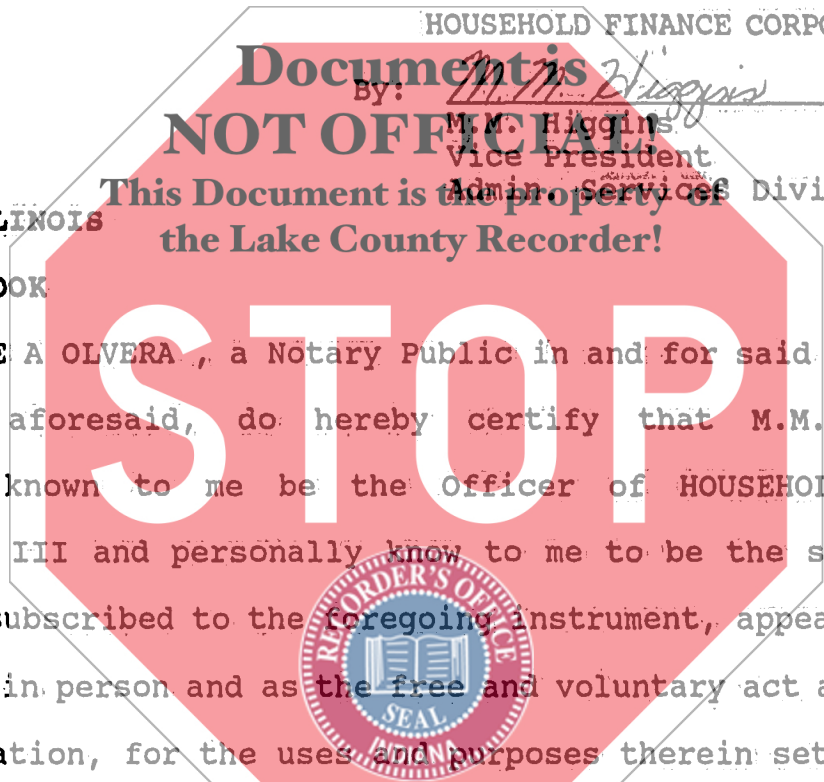 HOUSEHOLD FINANCE CORPO
Document is
By: M. M. Higgins
NOT OFFICIAL!
M.M. Higgins
Vice President
This Document is the property of
Admin. Services Divi
LINOIS
the Lake County Recorder!
OOK
STOP
E A OLVERA , a Notary Public in and for said
aforesaid, do hereby certify that M.M.
known to me be the Officer of HOUSEHOL
III and personally know to me to be the s
subscribed to the foregoing instrument, appea
in person and as the free and voluntary act a
ation, for the uses and purposes therein set
RECORDER'S OFFICE
SEAL
INDIANA